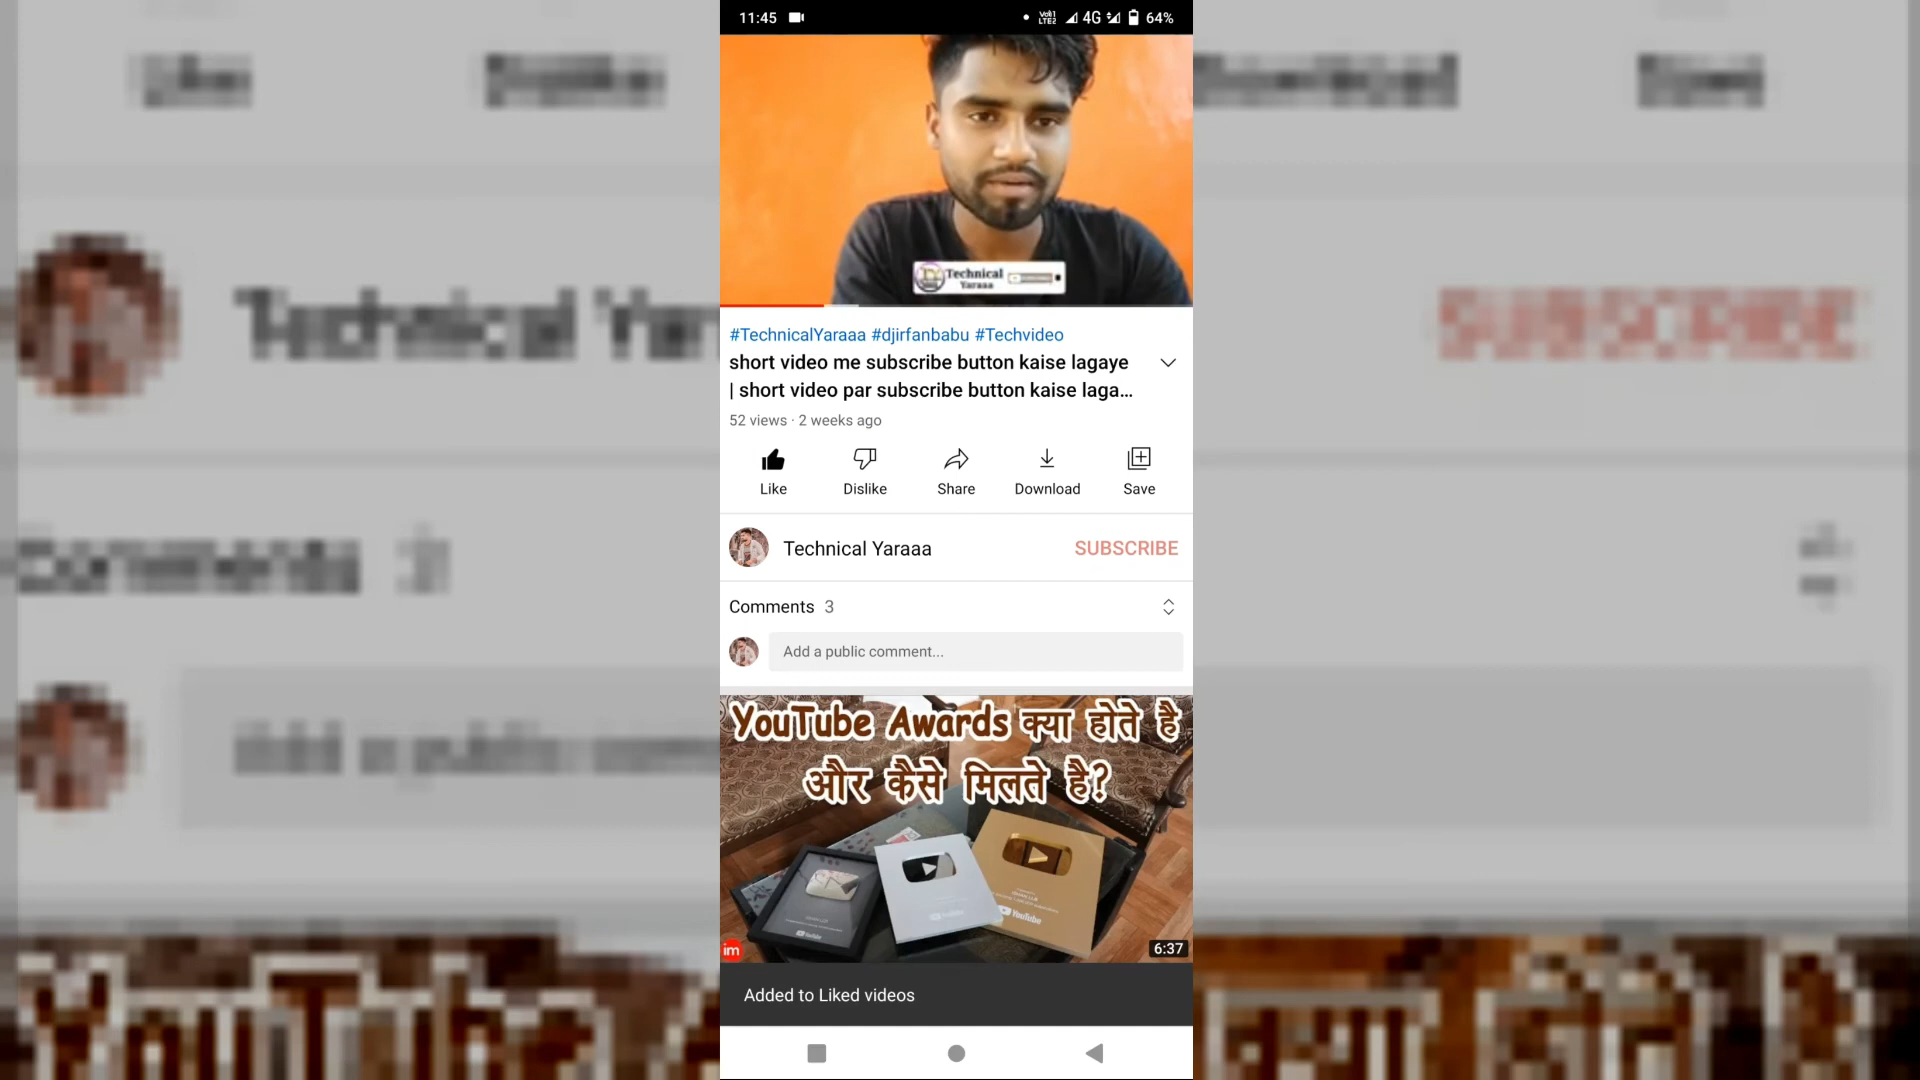 11:45
4G
64%
Technical
Yaraaa
#TechnicalYaraaa #djirfanbabu #Techvideo
short video me subscribe button kaise lagaye
| short video par subscribe button kaise laga...
52 views · 2 weeks ago
Like
Dislike
Share
Download
Save
Technical Yaraaa
SUBSCRIBE
Comments 3
Add a public comment...
YouTube Awards क्या होते है
और कैसे मिलते है?
YouTube
YouTube
im
6:37
Added to Liked videos